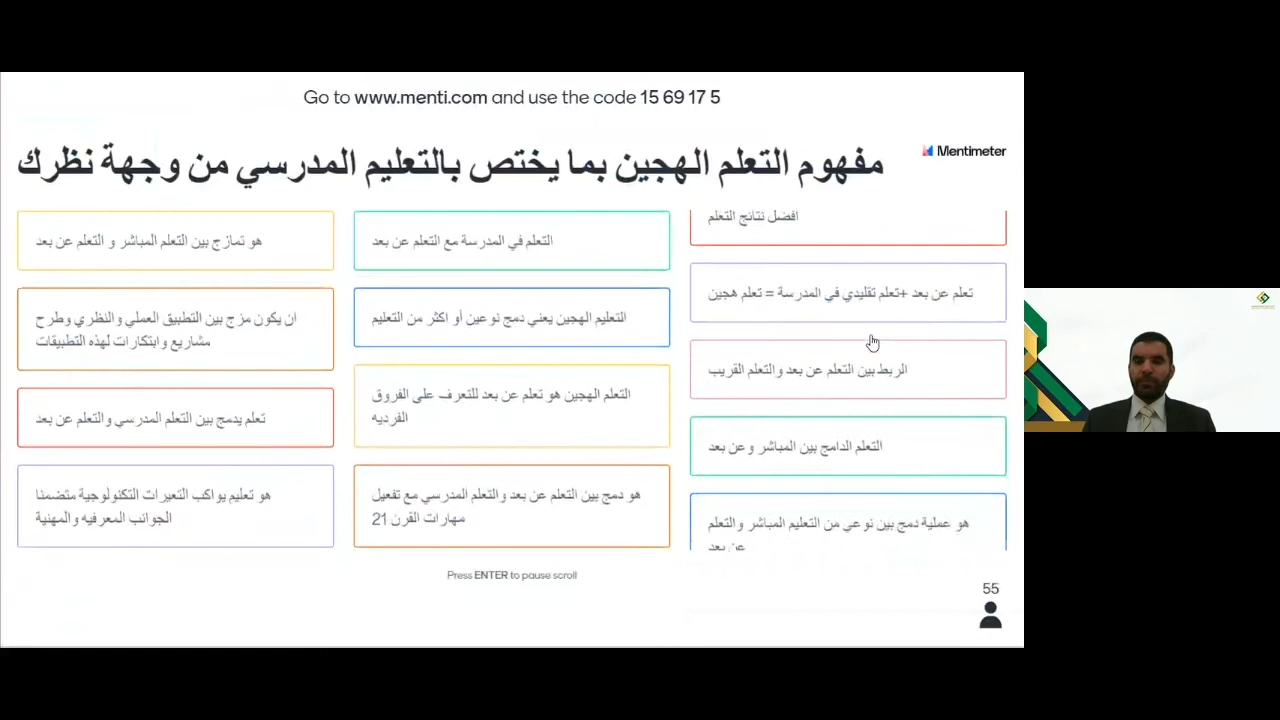 Go to www.menti.com and use the code 15 69 17 5
مفهوم التعلم الهجين بما يختص بالتعليم المدرسي من وجهة نظرك
Mentimeter
هو تمازج بين التعلم المباشر و التعلم عن بعد
ان يكون مزج بين التطبيق العملي والنظري وطرح
مشاريع وابتكارات لهذه التطبيقات
تعلم يدمج بين التعلم المدرسي والتعلم عن بعد
هو تعليم يواكب التعيرات التكنولوجية متضمنا
الجوانب المعرفيه والمهنية
التعلم في المدرسة مع التعلم عن بعد
التعليم الهجين يعني دمج نوعين أو اكثر من التعليم
التعلم الهجين هو تعلم عن بعد للتعرف على الفروق
الفرديه
هو دمج بين التعلم عن بعد والتعلم المدرسي مع تفعيل
مهارات القرن 21
افضل نتائج التعلم
تعلم عن بعد +تعلم تقليدي في المدرسة = تعلم هجين
الربط بين التعلم عن بعد والتعلم القريب
التعلم الدامج بين المباشر وعن بعد
هو عملية دمج بين نوعي من التعليم المباشر والتعلم
عن بعد
Press ENTER to pause scroll
55